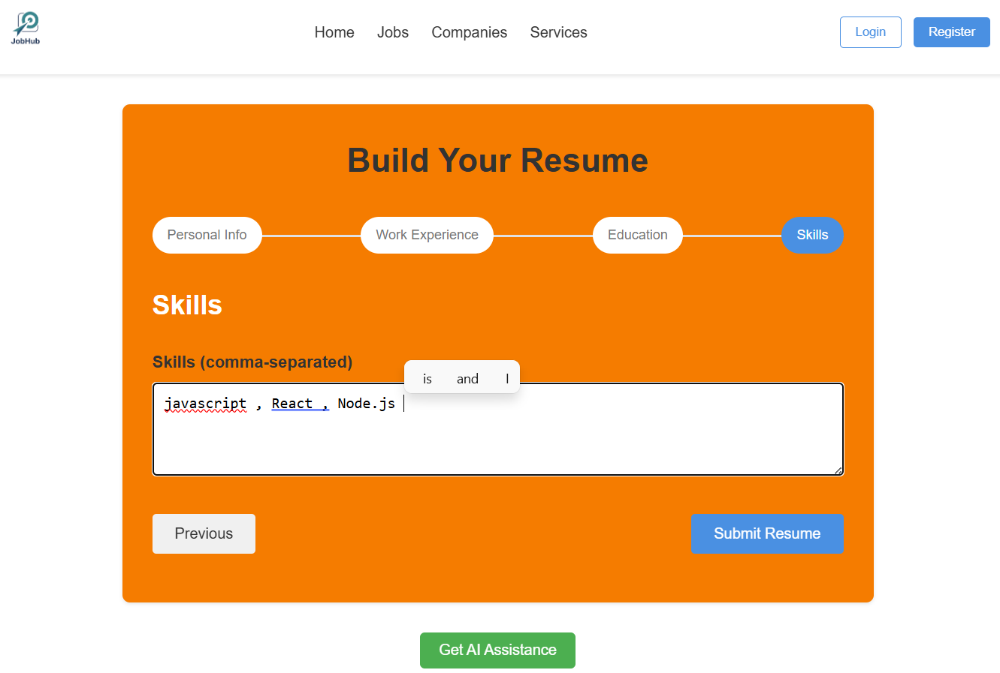 JobHub
Home Jobs Companies Services
Login Register
Build Your Resume
Personal Info Work Experience Education Skills
Skills
Skills (comma-separated)
is and I
javascript , React , Node.js
Previous Submit Resume
Get AI Assistance